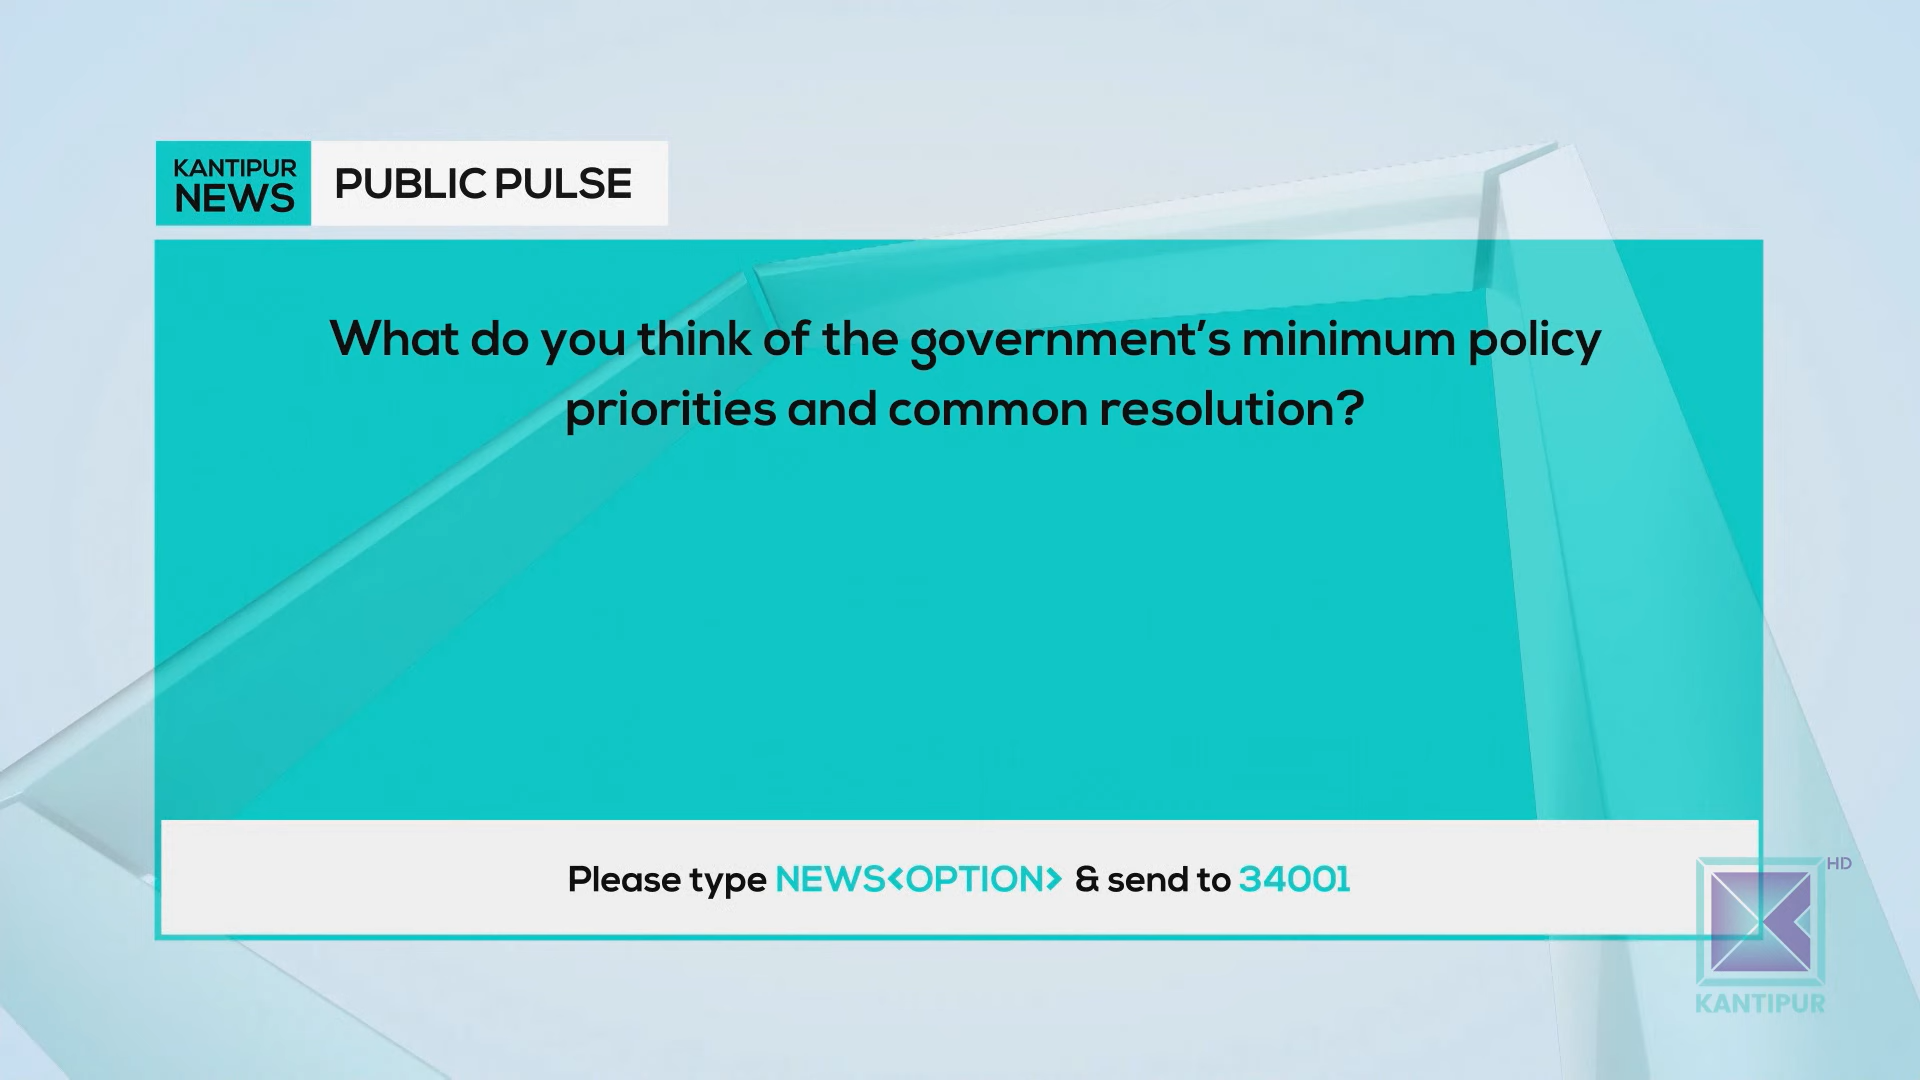 KANTIPUR
NEWS
PUBLIC PULSE
What do you think of the government’s minimum policy
priorities and common resolution?
Please type NEWS<OPTION> & send to 34001
HD
KANTIPUR